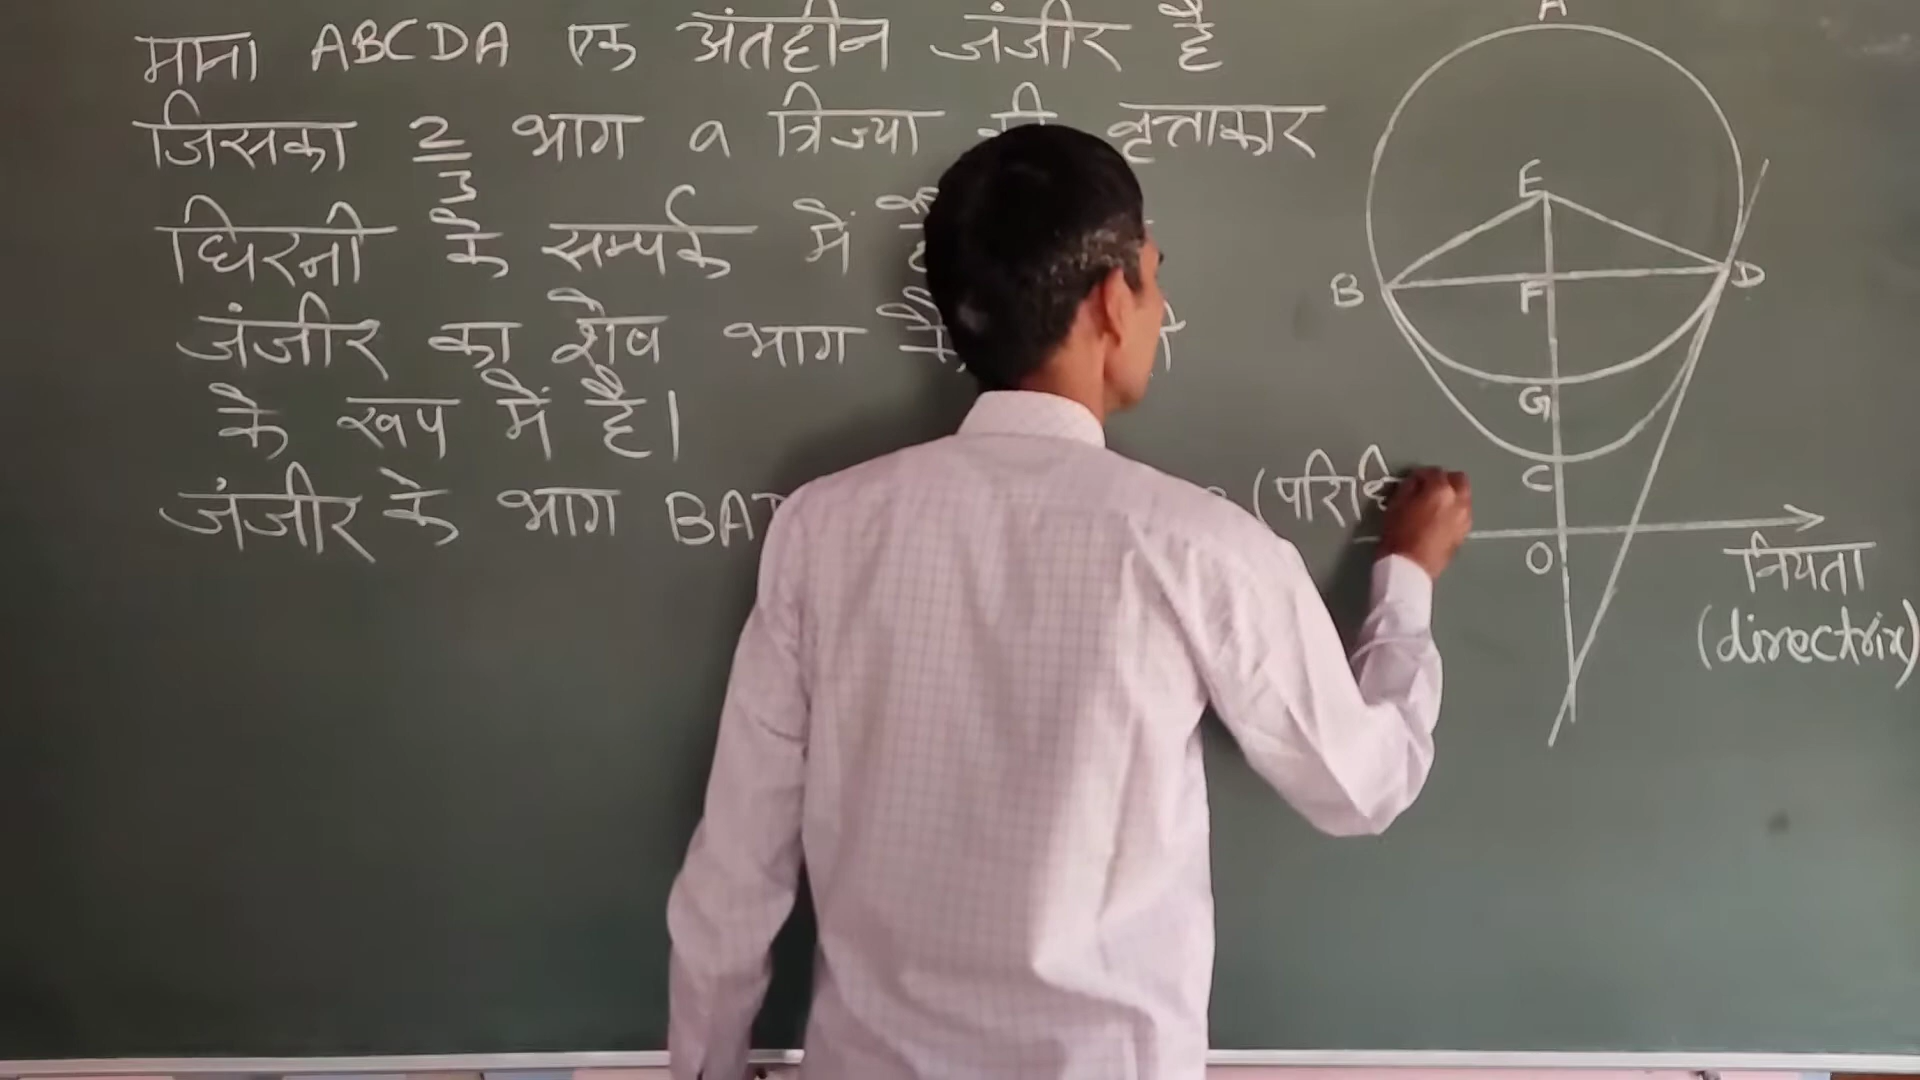 माना ABCDA एक अंतहीन जंजीर है
जिसका 2/3 भाग a त्रिज्या की वृत्ताकार
घिरनी के सम्पर्क में
जंजीर का शेष भाग
के रूप में है।
जंजीर के भाग BA (परिधि
A
E
B F D
G
C
O
नियता
(directrix)